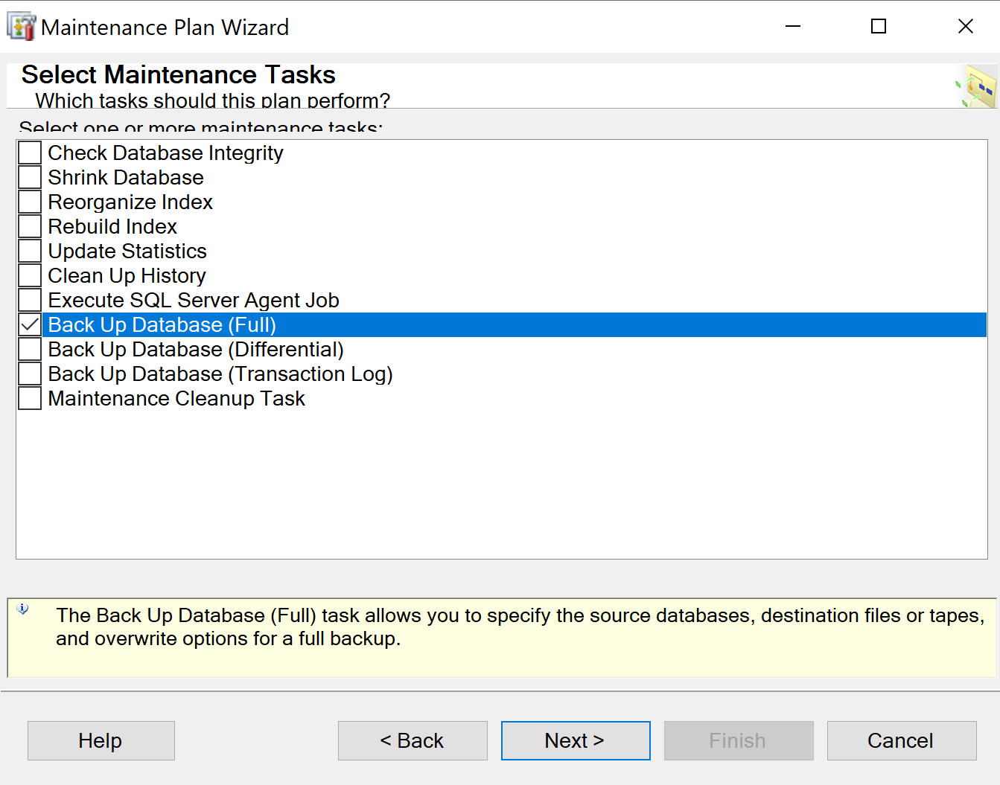 Maintenance Plan Wizard
Select Maintenance Tasks
Which tasks should this plan perform?
Select one or more maintenance tasks:
Check Database Integrity
Shrink Database
Reorganize Index
Rebuild Index
Update Statistics
Clean Up History
Execute SQL Server Agent Job
Back Up Database (Full)
Back Up Database (Differential)
Back Up Database (Transaction Log)
Maintenance Cleanup Task
The Back Up Database (Full) task allows you to specify the source databases, destination files or tapes,
and overwrite options for a full backup.
Help
< Back
Next >
Finish
Cancel